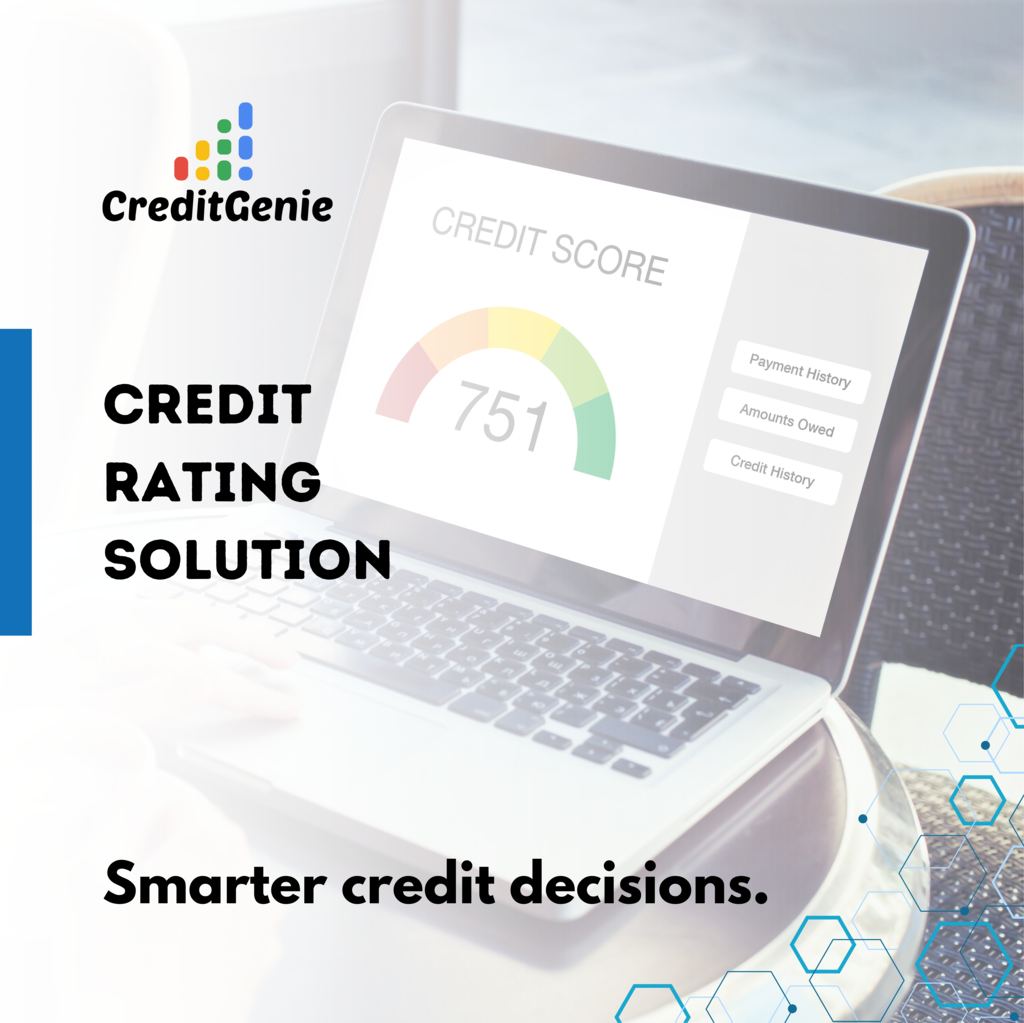 CreditGenie
CREDIT SCORE
751
Payment History
Amounts Owed
Credit History
CREDIT
RATING
SOLUTION
Smarter credit decisions.